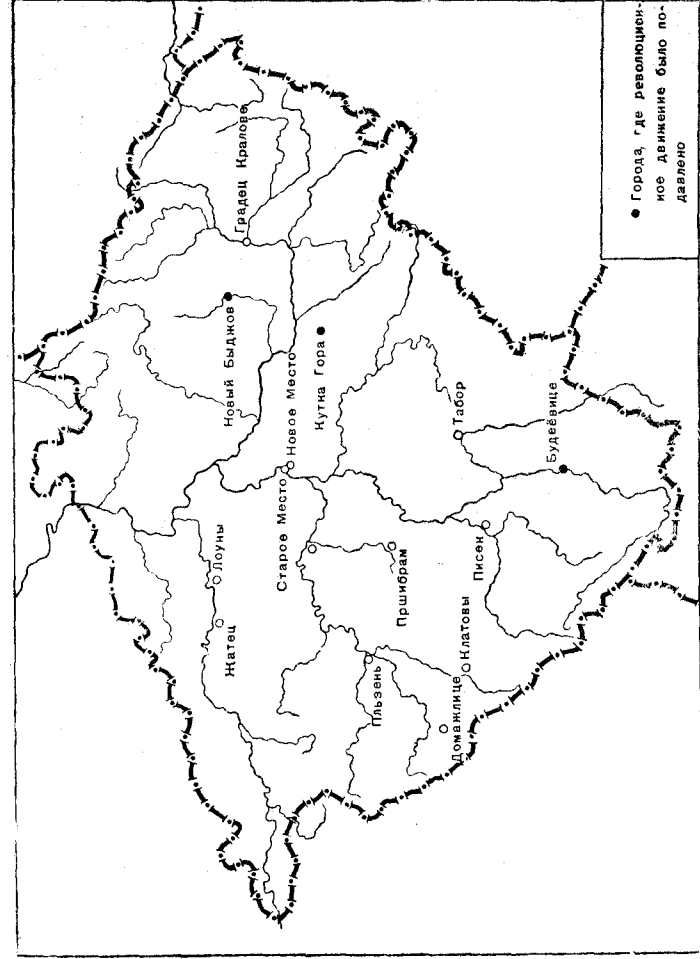 Градец Кралове
Новый Быджов
Новое Место
Кутна Гора
Табор
Будеёвице
Старое Место
Лоуны
Жатец
Пршибрам
Писек
Клатовы
Пльзень
Домажлице
Города, где революцион-
ное движение было по-
давлено